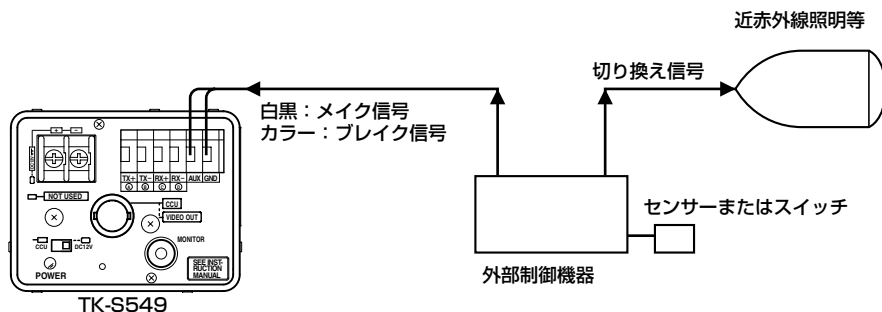 近赤外線照明等
切り換え信号
白黒：メイク信号
カラー：ブレイク信号
TX+ TX- RX+ RX- AUX GND
A B C D
NOT USED
CCU
VIDEO OUT
センサーまたはスイッチ
MONITOR
CCU DC12V
SEE INST-
RUCTION
MANUAL
POWER
外部制御機器
TK-S549